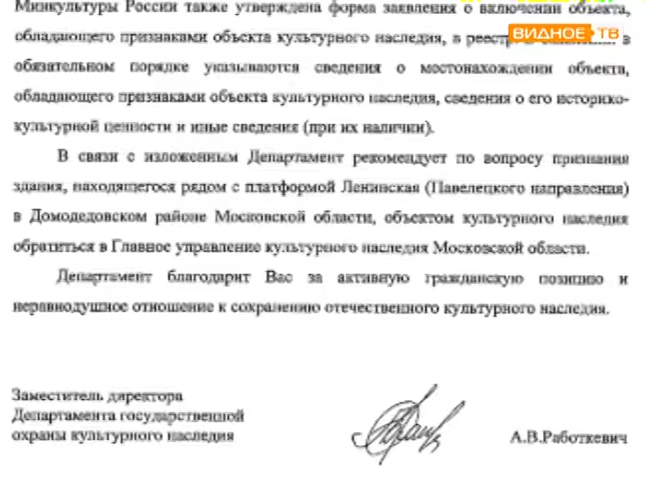 Минкультуры России также утверждена форма заявления о включении объекта,
обладающего признаками объекта культурного наследия, в реестр. в
ВИДНОЕ ТВ
обязательном порядке указываются сведения о местонахождении объекта,
обладающего признаками объекта культурного наследия, сведения о его историко-
культурной ценности и иные сведения (при их наличии).
В связи с изложенным Департамент рекомендует по вопросу признания
здания, находящегося рядом с платформой Ленинская (Павелецкого направления)
в Домодедовском районе Московской области, объектом культурного наследия
обратиться в Главное управление культурного наследия Московской области.
Департамент благодарит Вас за активную гражданскую позицию и
неравнодушное отношение к сохранению отечественного культурного наследия.
Заместитель директора
Департамента государственной
охраны культурного наследия
А.В.Работкевич